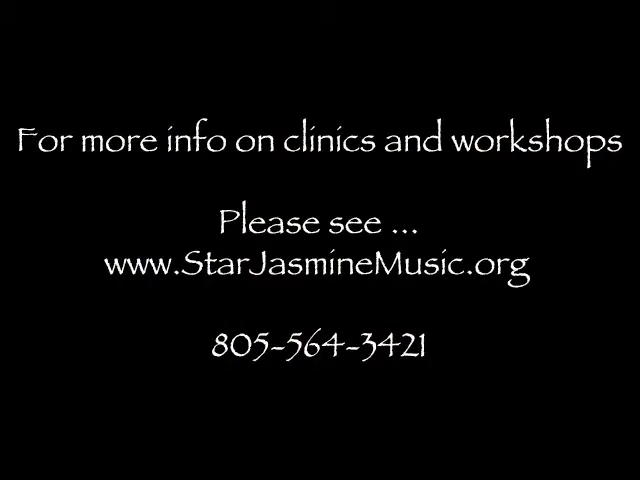 For more info on clinics and workshops
Please see ...
www.StarJasmineMusic.org
805-564-3421